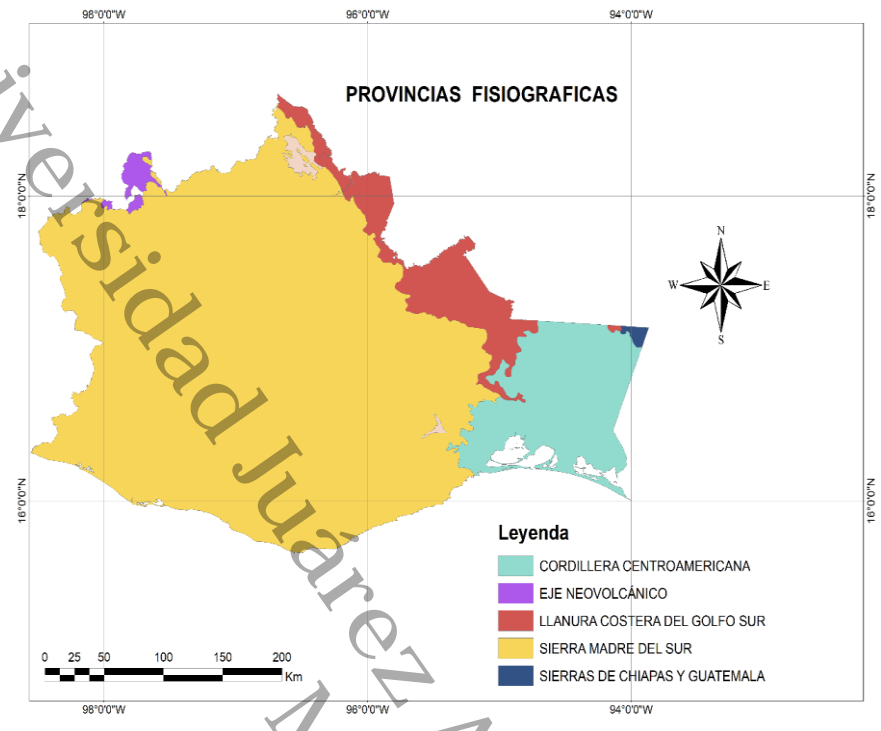 98°0'0"W 96°0'0"W 94°0'0"W
PROVINCIAS FISIOGRAFICAS
18°0'0"N 18°0'0"N
N
W E
S
16°0'0"N 16°0'0"N
Leyenda
CORDILLERA CENTROAMERICANA
EJE NEOVOLCÁNICO
LLANURA COSTERA DEL GOLFO SUR
SIERRA MADRE DEL SUR
SIERRAS DE CHIAPAS Y GUATEMALA
0 25 50 100 150 200
Km
98°0'0"W 96°0'0"W 94°0'0"W
versidad Juárez